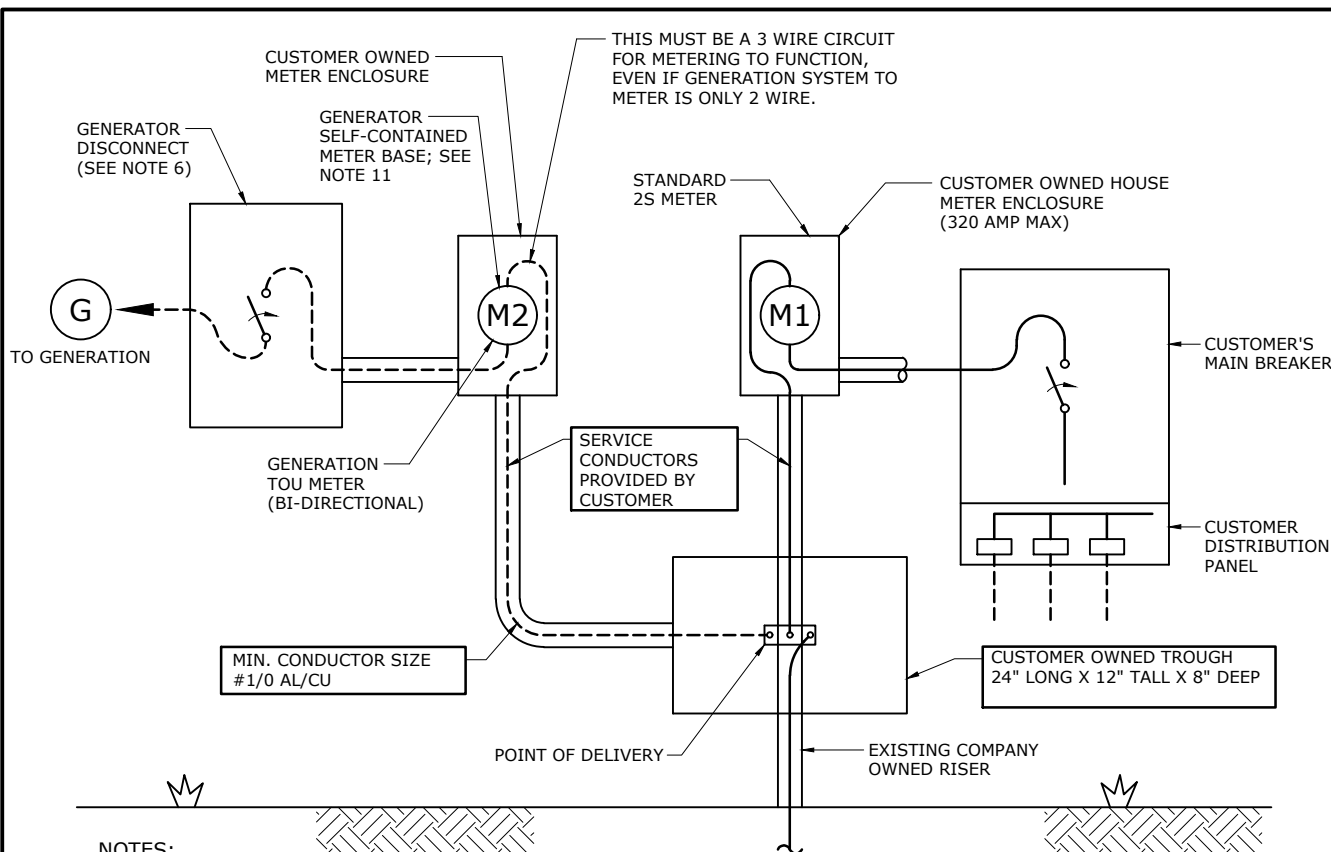 CUSTOMER OWNED
METER ENCLOSURE
THIS MUST BE A 3 WIRE CIRCUIT
FOR METERING TO FUNCTION,
EVEN IF GENERATION SYSTEM TO
METER IS ONLY 2 WIRE.
GENERATOR
DISCONNECT
(SEE NOTE 6)
GENERATOR
SELF-CONTAINED
METER BASE; SEE
NOTE 11
STANDARD
2S METER
CUSTOMER OWNED HOUSE
METER ENCLOSURE
(320 AMP MAX)
G
TO GENERATION
M2
M1
CUSTOMER'S
MAIN BREAKER
GENERATION
TOU METER
(BI-DIRECTIONAL)
SERVICE
CONDUCTORS
PROVIDED BY
CUSTOMER
CUSTOMER
DISTRIBUTION
PANEL
MIN. CONDUCTOR SIZE
#1/0 AL/CU
CUSTOMER OWNED TROUGH
24" LONG X 12" TALL X 8" DEEP
POINT OF DELIVERY
EXISTING COMPANY
OWNED RISER
NOTES: